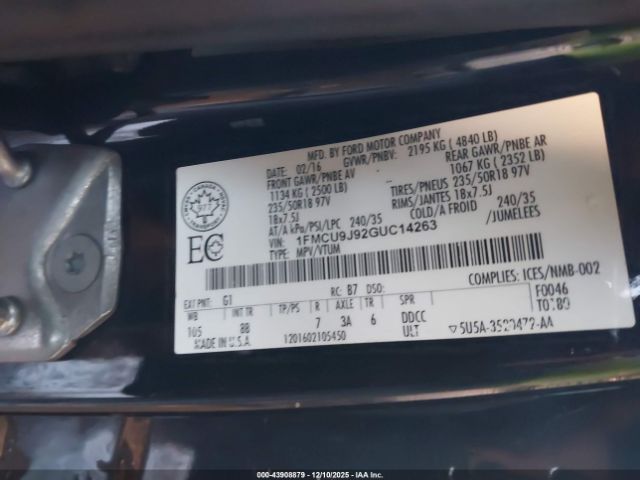 MFD. BY FORD MOTOR COMPANY
DATE: 02/16 GVWR/PNBV: 2195 KG ( 4840 LB)
FRONT GAWR/PNBE AV REAR GAWR/PNBE AR
1134 KG ( 2500 LB) 1067 KG ( 2352 LB)
235/50R18 97V TIRES/PNEUS 235/50R18 97V
18x7.5J RIMS/JANTES 18x7.5J
AT/A kPa/PSI/LPC 240/35 COLD/A FROID 240/35
VIN: 1FMCU9J92GUC14263 /JUMELEES
TYPE: MPV/VTUM
CANADA
EC
COMPLIES: ICES/NMB-002
EXT PNT: G1 RC: B7 DSO: F0046
WB INT TR TP/PS R AXLE TR SPR
105 BB 7 3A 6 DDCC
MADE IN U.S.A 1201602105450 ULT
000-43908879 • 12/10/2025 • IAA Inc.